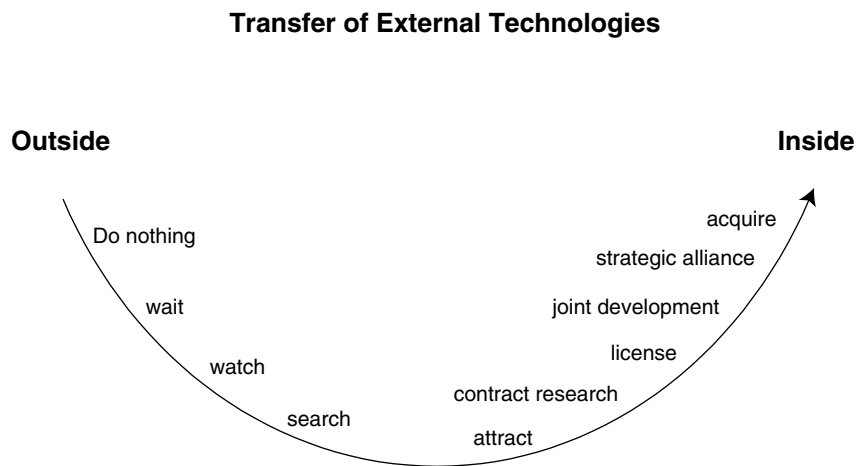 Transfer of External Technologies
Outside
Inside
Do nothing
wait
watch
search
attract
contract research
license
joint development
strategic alliance
acquire